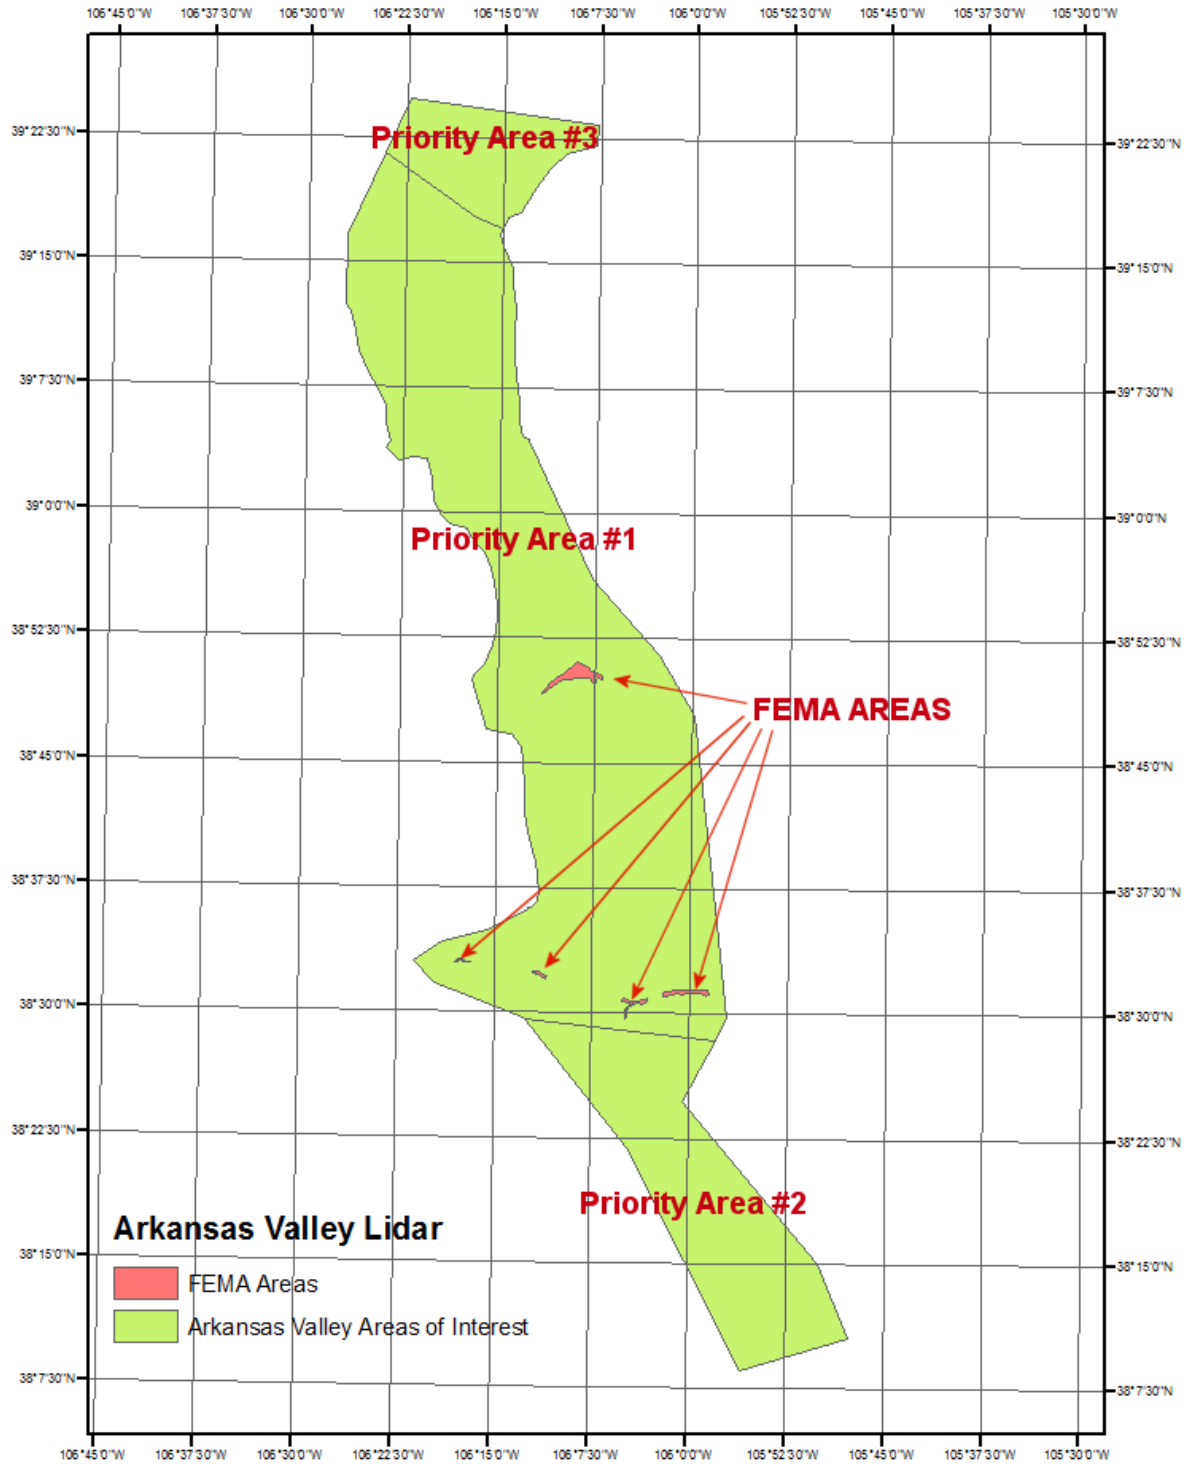 106°45'0"W 106°37'30"W 106°30'0"W 106°22'30"W 106°15'0"W 106°7'30"W 106°0'0"W 105°52'30"W 105°45'0"W 105°37'30"W 105°30'0"W
39°22'30"N Priority Area #3 39°22'30"N
39°15'0"N 39°15'0"N
39°7'30"N 39°7'30"N
39°0'0"N 39°0'0"N
Priority Area #1
38°52'30"N 38°52'30"N
FEMA AREAS
38°45'0"N 38°45'0"N
38°37'30"N 38°37'30"N
38°30'0"N 38°30'0"N
38°22'30"N 38°22'30"N
Priority Area #2
Arkansas Valley Lidar
38°15'0"N 38°15'0"N
FEMA Areas
Arkansas Valley Areas of Interest
38°7'30"N 38°7'30"N
106°45'0"W 106°37'30"W 106°30'0"W 106°22'30"W 106°15'0"W 106°7'30"W 106°0'0"W 105°52'30"W 105°45'0"W 105°37'30"W 105°30'0"W